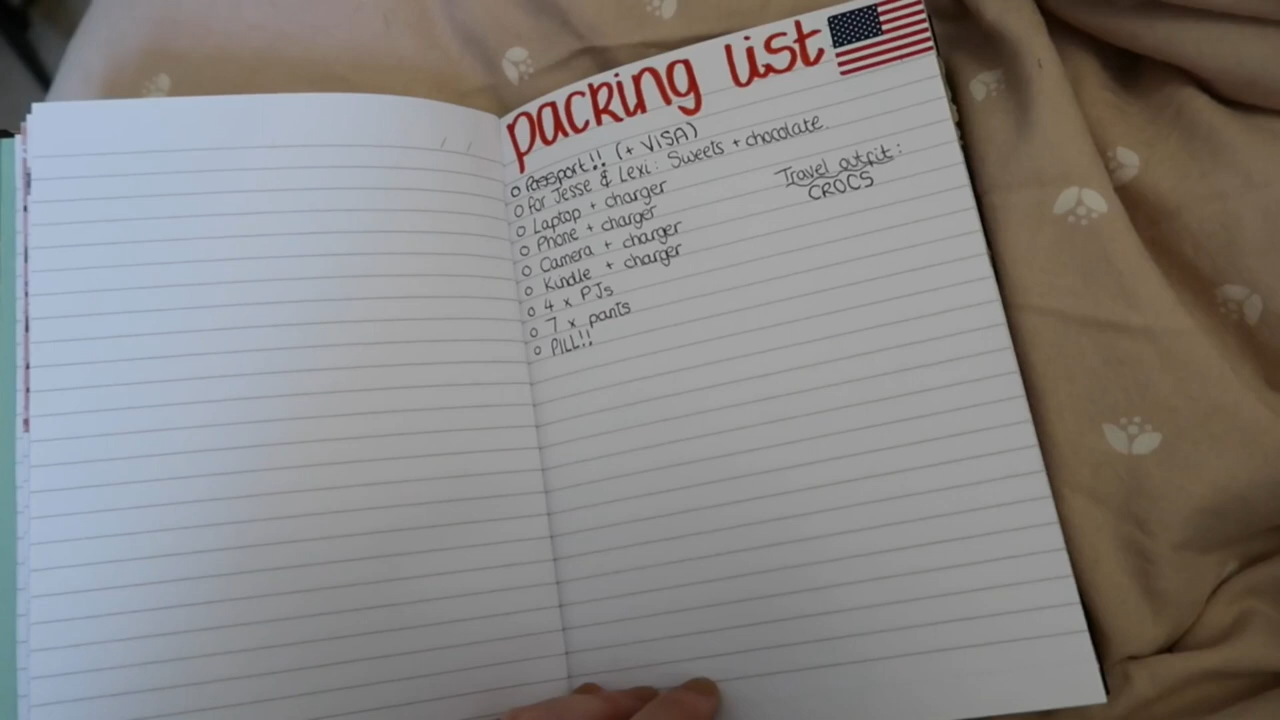 packing list
o Passport!! (+ VISA)
o for Jesse & Lexi: Sweets + chocolate.
o Laptop + charger
o Phone + charger
o Camera + charger
o Kindle + charger
o 4 x PJs
o 7 x pants
o PILL!!
Travel outfit:
CROCS